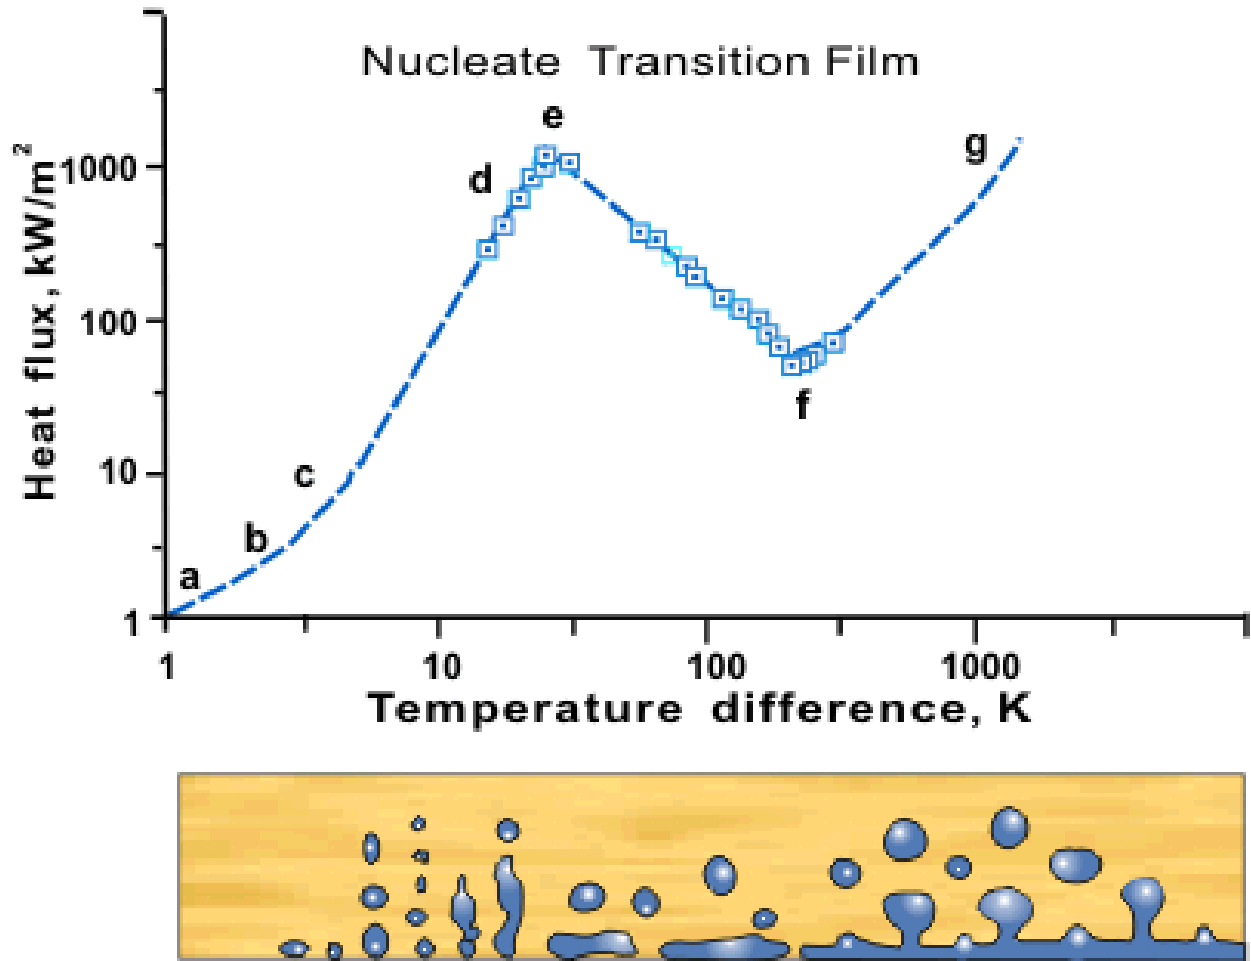 Nucleate Transition Film
e
g
1000
d
Heat flux, kW/m²
100
f
c
10
b
a
1
1 10 100 1000
Temperature difference, K